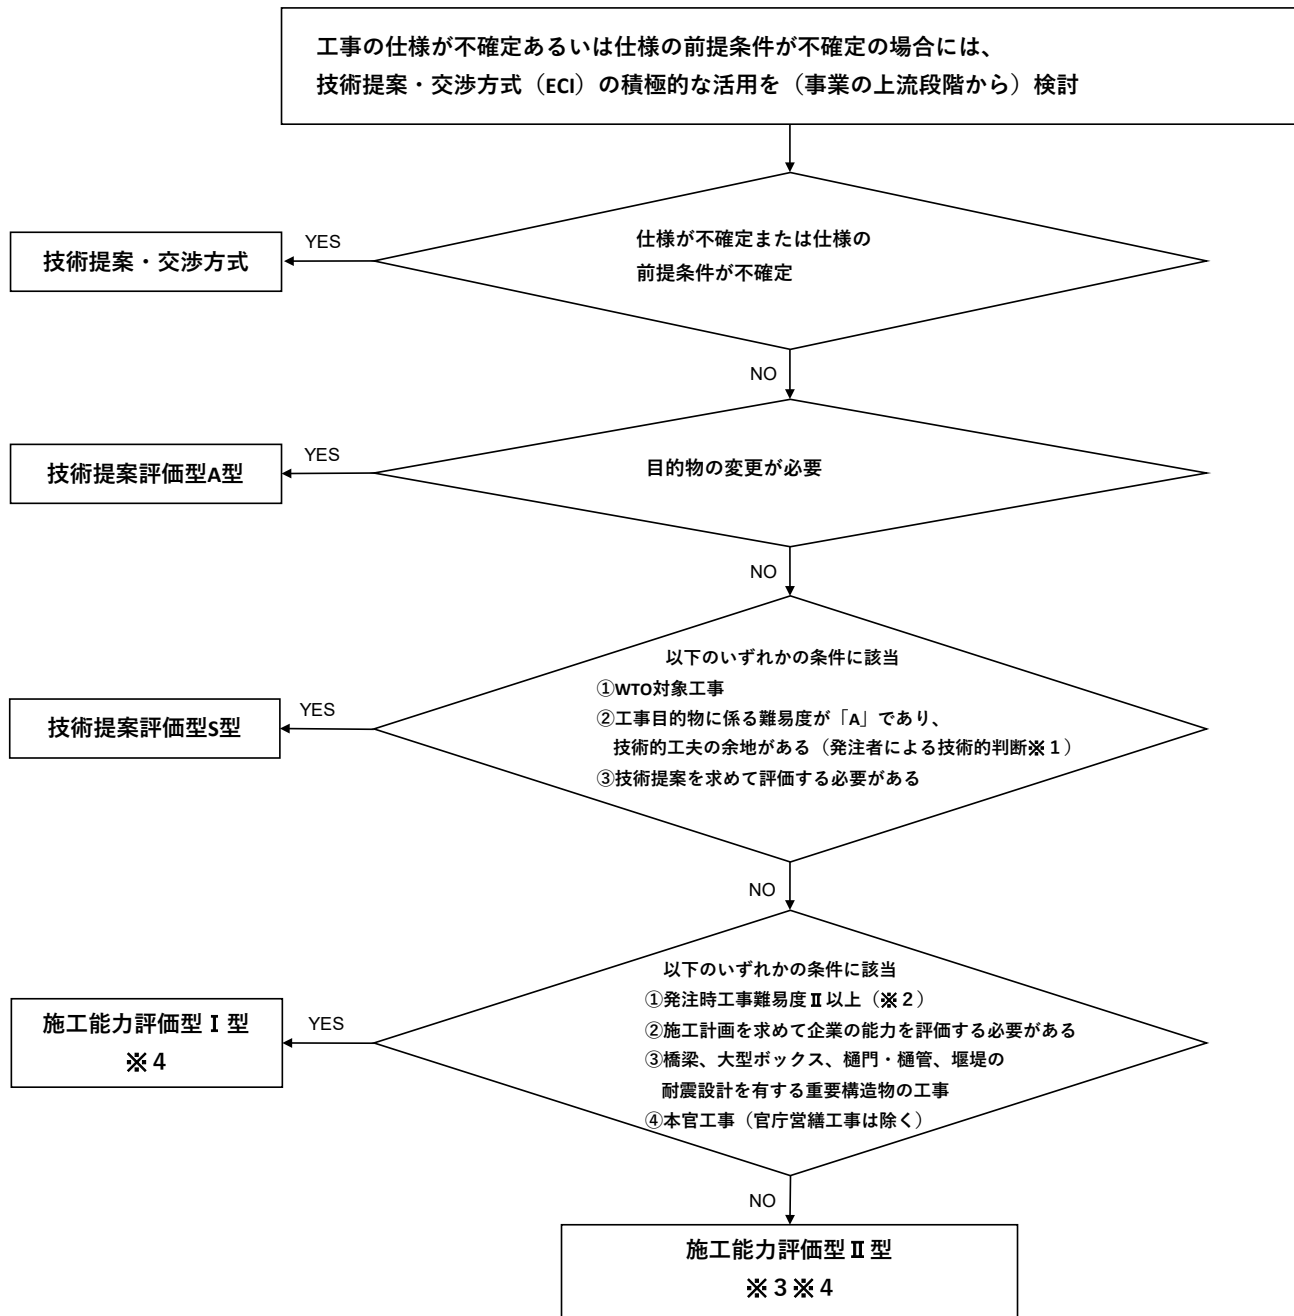 工事の仕様が不確定あるいは仕様の前提条件が不確定の場合には、
技術提案・交渉方式（ECI）の積極的な活用を（事業の上流段階から）検討
仕様が不確定または仕様の
前提条件が不確定
YES
技術提案・交渉方式
NO
目的物の変更が必要
YES
技術提案評価型A型
NO
以下のいずれかの条件に該当
①WTO対象工事
②工事目的物に係る難易度が「A」であり、
技術的工夫の余地がある（発注者による技術的判断※１）
③技術提案を求めて評価する必要がある
YES
技術提案評価型S型
NO
以下のいずれかの条件に該当
①発注時工事難易度Ⅱ以上（※２）
②施工計画を求めて企業の能力を評価する必要がある
③橋梁、大型ボックス、樋門・樋管、堰堤の
耐震設計を有する重要構造物の工事
④本官工事（官庁営繕工事は除く）
YES
施工能力評価型Ⅰ型
※４
NO
施工能力評価型Ⅱ型
※３※４